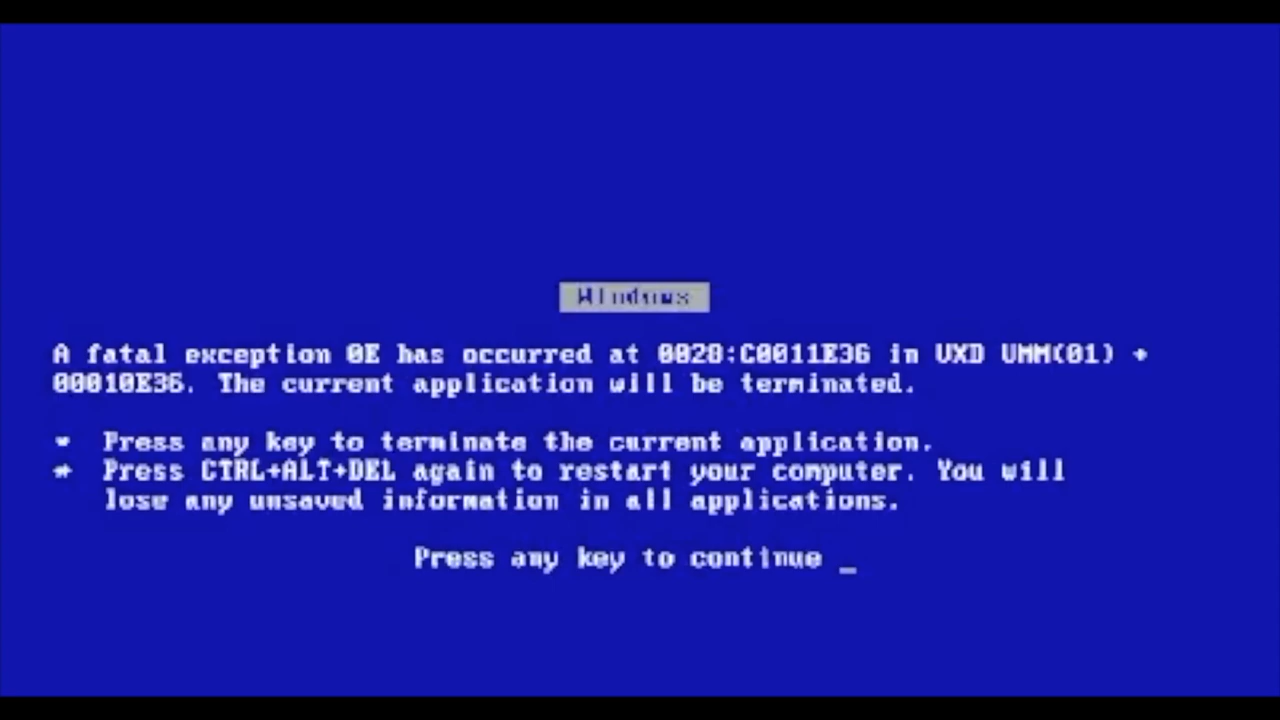 Windows
A fatal exception 0E has occurred at 0028:C0011E36 in VXD VMM(01) +
00010E36. The current application will be terminated.
* Press any key to terminate the current application.
* Press CTRL+ALT+DEL again to restart your computer. You will
lose any unsaved information in all applications.
Press any key to continue _